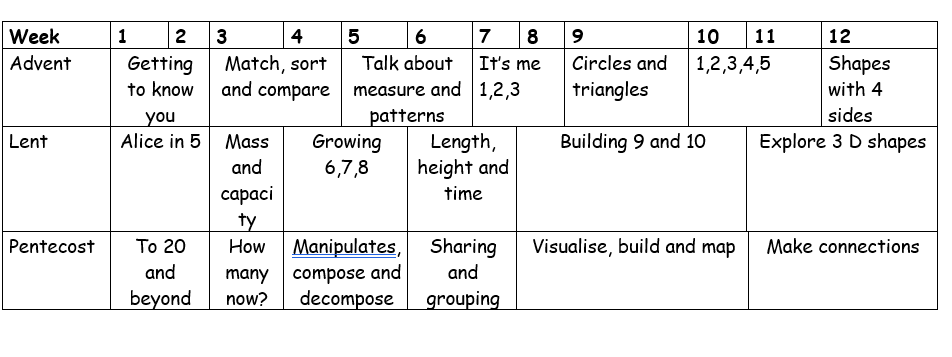 Week 1 2 3 4 5 6 7 8 9 10 11 12
Advent Getting to know you Match, sort and compare Talk about measure and patterns It's me 1,2,3 Circles and triangles 1,2,3,4,5 Shapes with 4 sides
Lent Alice in 5 Mass and capaci ty Growing 6,7,8 Length, height and time Building 9 and 10 Explore 3 D shapes
Pentecost To 20 and beyond How many now? Manipulates, compose and decompose Sharing and grouping Visualise, build and map Make connections